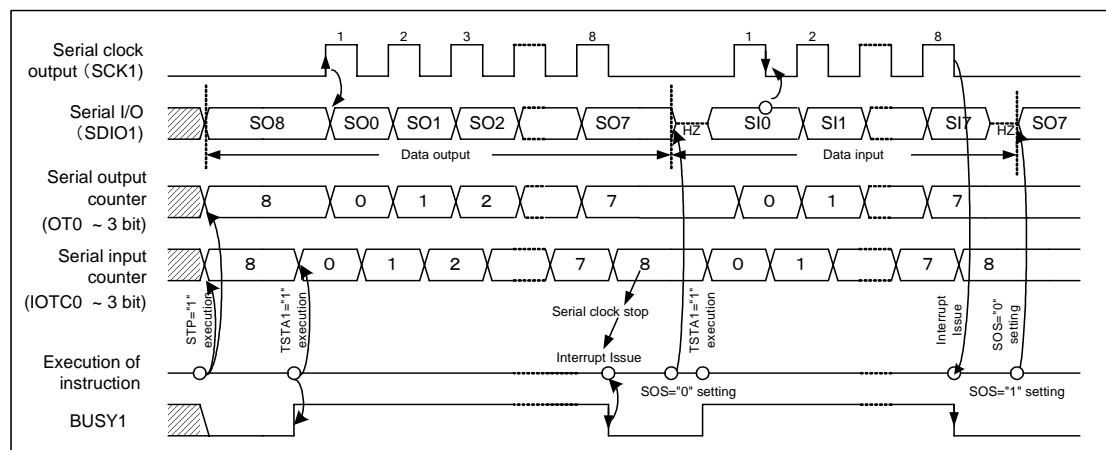 Serial clock
output (SCK1)
1 2 3 8 1 2 8
Serial I/O
(SDIO1)
SO8 SO0 SO1 SO2 SO7 HZ SI0 SI1 SI7 HZ SO7
Data output Data input
Serial output
counter
(OT0 ~ 3 bit)
8 0 1 2 7 0 1 7
Serial input
counter
(IOTC0 ~ 3 bit)
8 0 1 2 7 8 0 1 7 8
STP="1"
execution
TSTA1="1"
execution
Serial clock stop
Interrupt Issue
TSTA1="1"
execution
Interrupt
Issue
SOS="0"
setting
Execution of
instruction
SOS="0" setting
SOS="1" setting
BUSY1